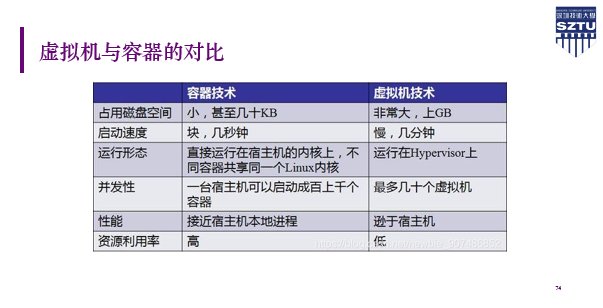 深圳技术大学
SZTU
虚拟机与容器的对比
容器技术 虚拟机技术
占用磁盘空间 小，甚至几十KB 非常大，上GB
启动速度 块，几秒钟 慢，几分钟
运行形态 直接运行在宿主机的内核上，不 运行在Hypervisor上
同容器共享同一个Linux内核
并发性 一台宿主机可以启动成百上千个 最多几十个虚拟机
容器
性能 接近宿主机本地进程 逊于宿主机
资源利用率 高 低
74